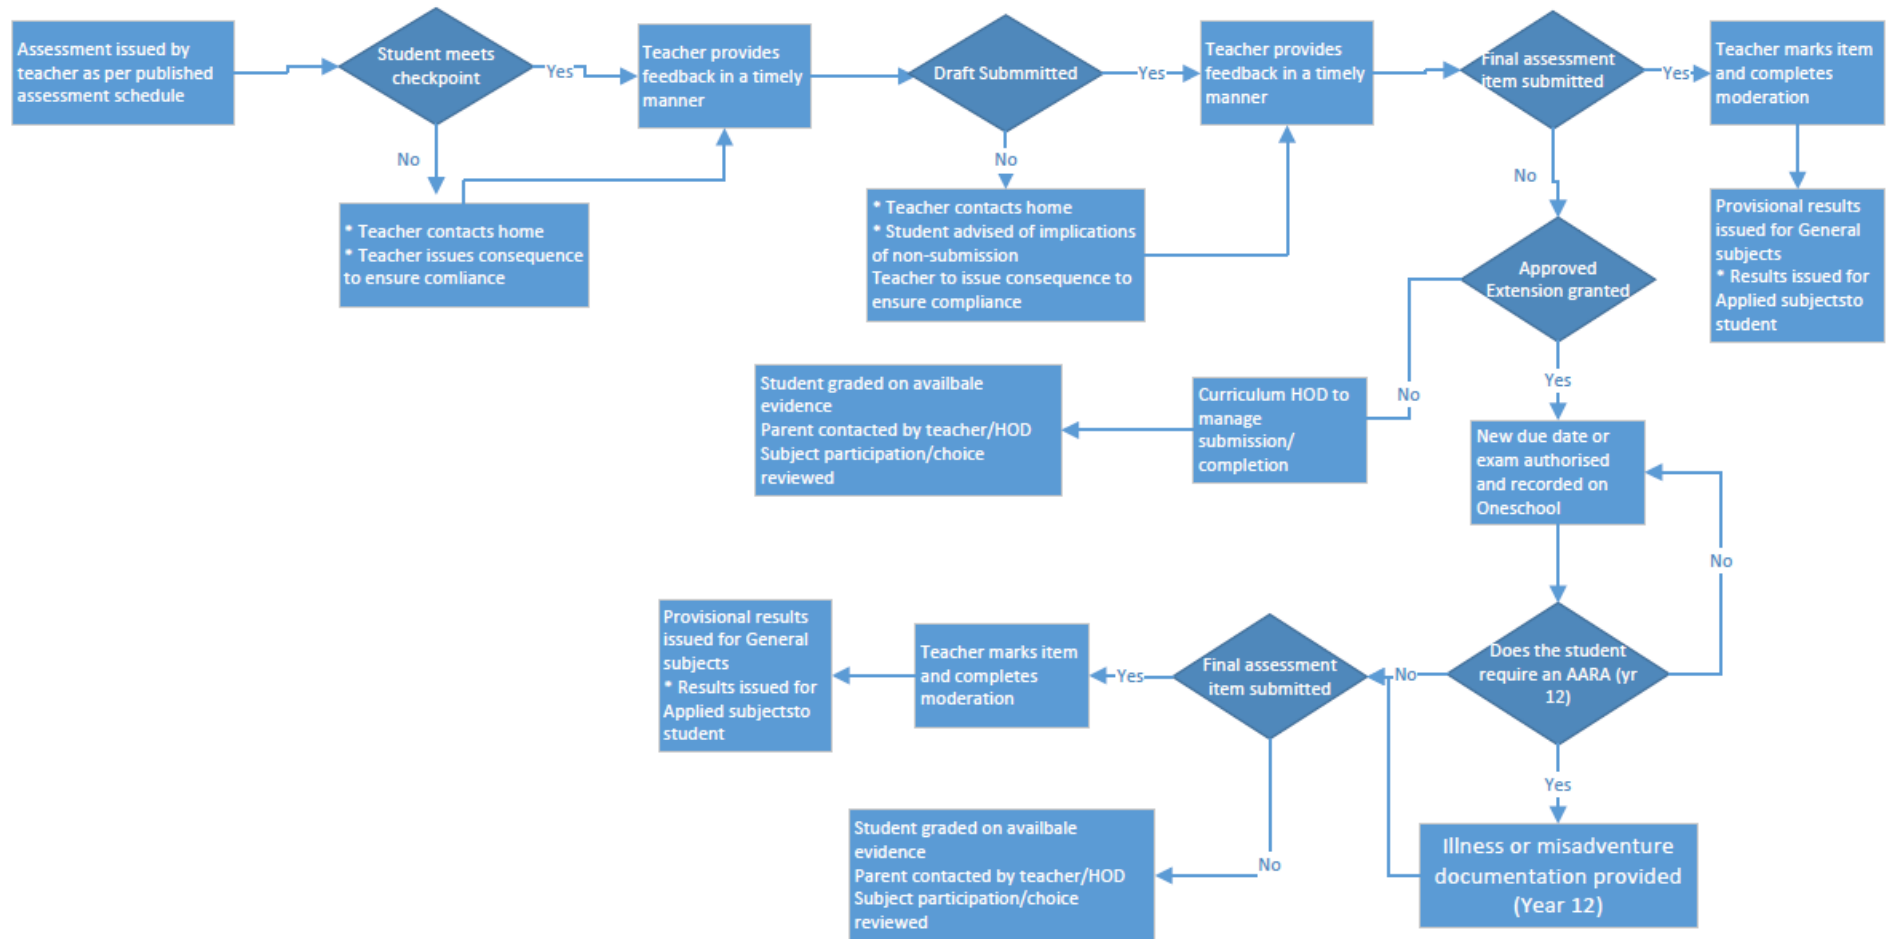 Assessment issued by
teacher as per published
assessment schedule
Student meets
checkpoint
Yes
No
* Teacher contacts home
* Teacher issues consequence
to ensure comliance
Teacher provides
feedback in a timely
manner
Draft Submmitted
Yes
No
* Teacher contacts home
* Student advised of implications
of non-submission
Teacher to issue consequence to
ensure compliance
Teacher provides
feedback in a timely
manner
Final assessment
item submitted
Yes
No
Teacher marks item
and completes
moderation
Provisional results
issued for General
subjects
* Results issued for
Applied subjectsto
student
Approved
Extension granted
No
Yes
Curriculum HOD to
manage
submission/
completion
Student graded on availbale
evidence
Parent contacted by teacher/HOD
Subject participation/choice
reviewed
New due date or
exam authorised
and recorded on
Oneschool
No
Does the student
require an AARA (yr
12)
No
Yes
Illness or misadventure
documentation provided
(Year 12)
Final assessment
item submitted
Yes
No
Teacher marks item
and completes
moderation
Provisional results
issued for General
subjects
* Results issued for
Applied subjectsto
student
Student graded on availbale
evidence
Parent contacted by teacher/HOD
Subject participation/choice
reviewed